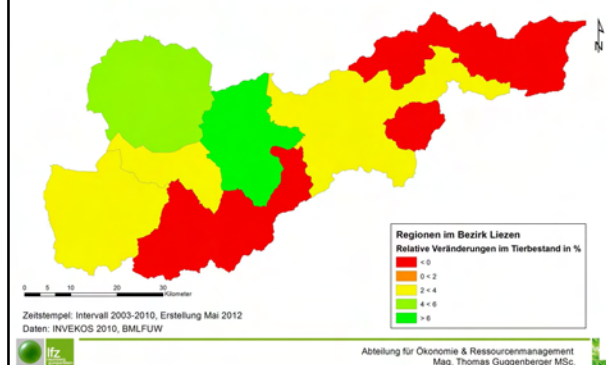 N
Regionen im Bezirk Liezen
Relative Veränderungen im Tierbestand in %
< 0
0 < 2
2 < 4
4 < 6
> 6
0 5 10 20 30
Kilometer
Zeitstempel: Intervall 2003-2010, Erstellung Mai 2012
Daten: INVEKOS 2010, BMLFUW
lfz
Abteilung für Ökonomie & Ressourcenmanagement
Mag. Thomas Guggenberger MSc.